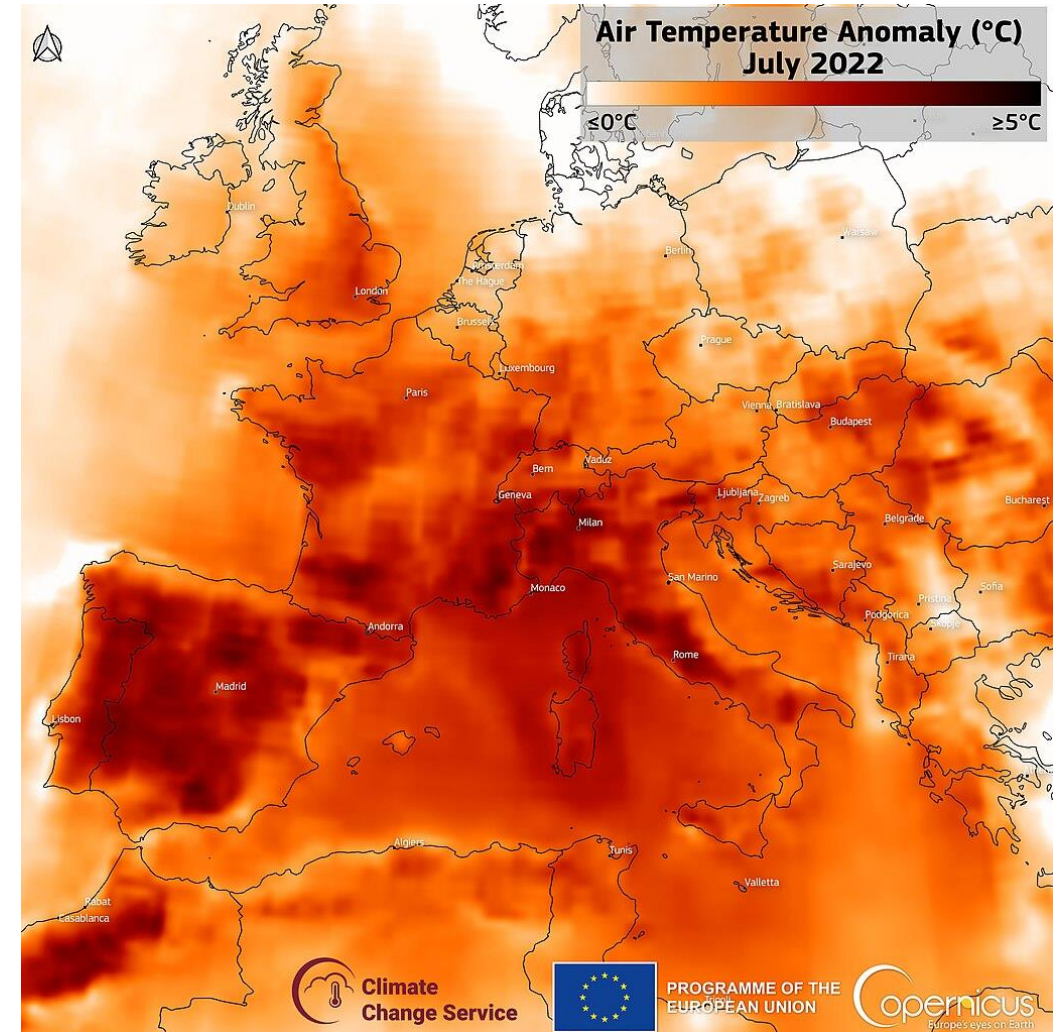 Air Temperature Anomaly (°C)
July 2022
≤0°C
≥5°C
Dublin
Warsaw
Berlin
Amsterdam
The Hague
London
Brussels
Prague
Luxembourg
Paris
Vienna
Bratislava
Budapest
Vaduz
Bern
Geneva
Ljubljana
Zagreb
Bucharest
Milan
Belgrade
Sarajevo
San Marino
Monaco
Sofia
Pristina
Podgorica
Skopje
Andorra
Rome
Tirana
Madrid
Lisbon
Algiers
Tunis
Valletta
Rabat
Casablanca
Tripoli
Climate
Change Service
PROGRAMME OF THE
EUROPEAN UNION
Copernicus
Europe's eyes on Earth